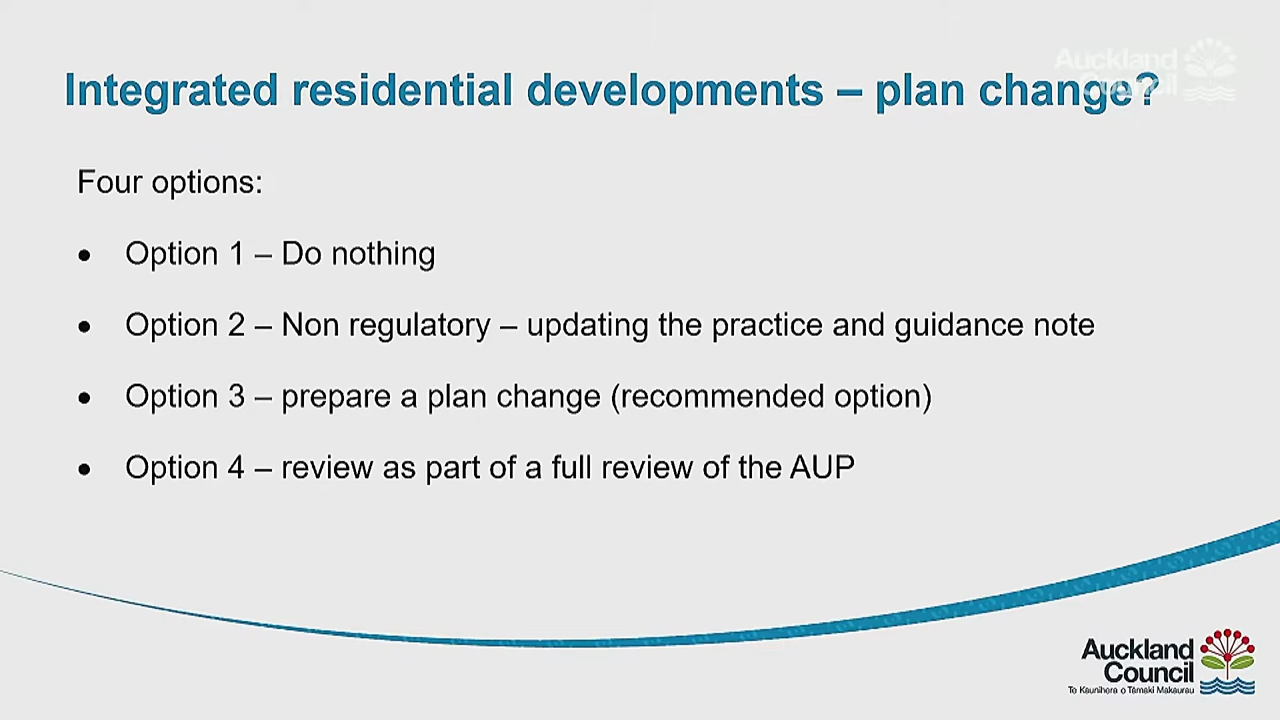 Auckland
Council
Integrated residential developments – plan change?
Four options:
• Option 1 – Do nothing
• Option 2 – Non regulatory – updating the practice and guidance note
• Option 3 – prepare a plan change (recommended option)
• Option 4 – review as part of a full review of the AUP
Auckland
Council
Te Kaunihera o Tāmaki Makaurau